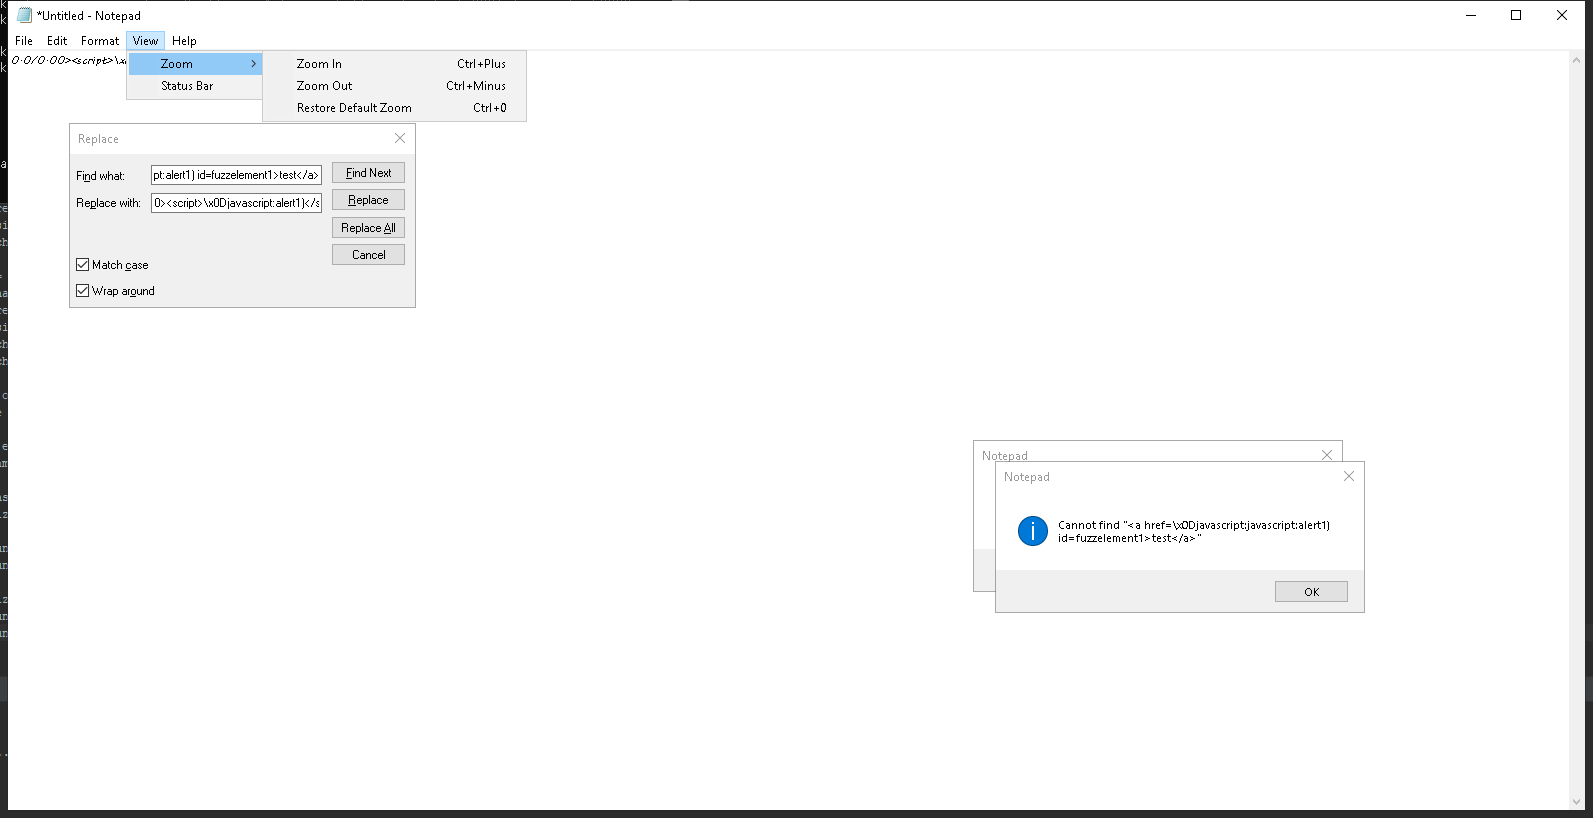 *Untitled - Notepad
File Edit Format View Help
0·0/0·00><script>\x
Zoom
Status Bar
Zoom In Ctrl+Plus
Zoom Out Ctrl+Minus
Restore Default Zoom Ctrl+0
Replace
Find what: pt:alert1) id=fuzzelement1>test</a> Find Next
Replace with: 0><script>\x0Djavascript:alert1)</s Replace
Replace All
Cancel
Match case
Wrap around
Notepad
Notepad
Cannot find "<a href=\x0Djavascript:javascript:alert1)
id=fuzzelement1>test</a>"
OK